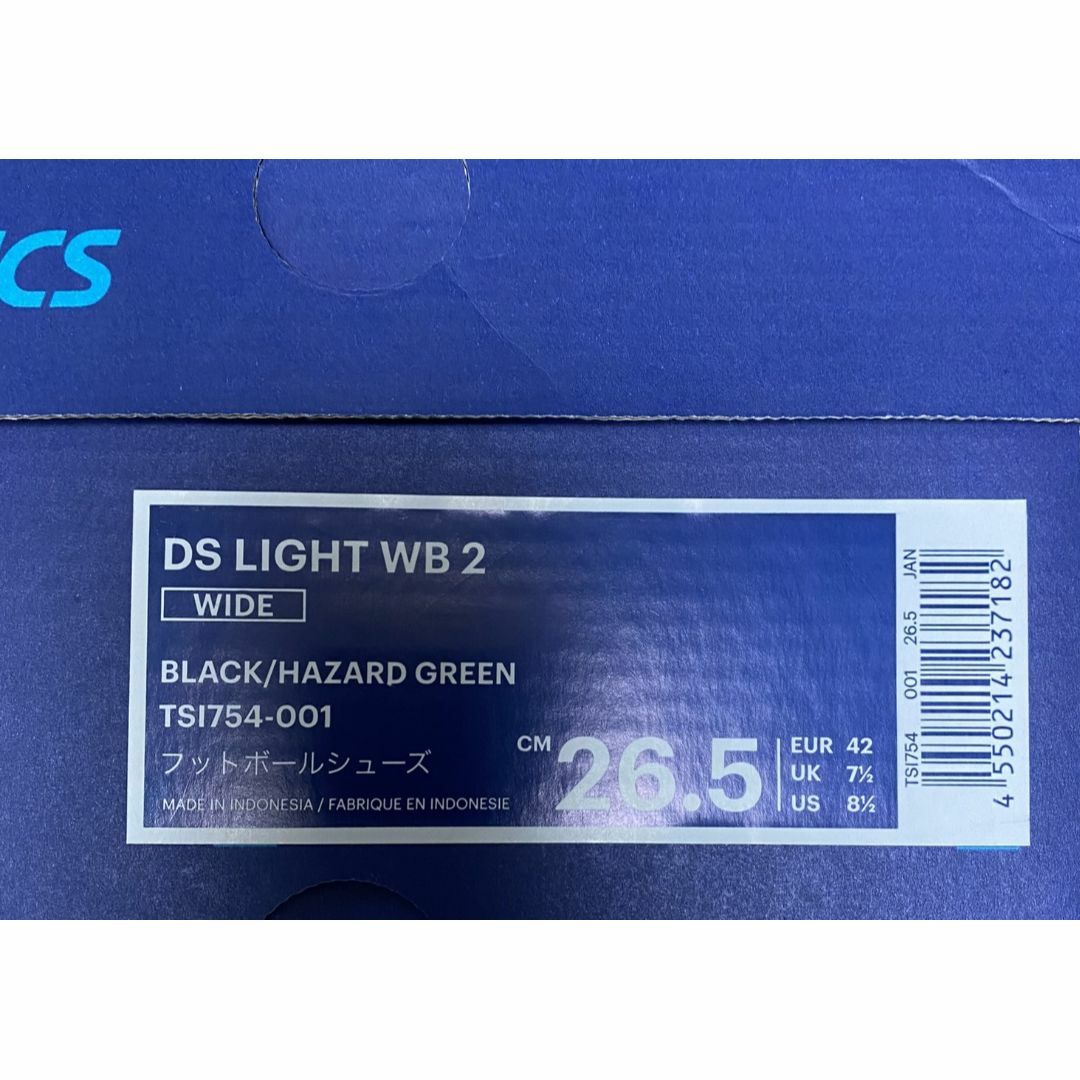 DS LIGHT WB 2
WIDE
BLACK/HAZARD GREEN
TSI754-001
フットボールシューズ
MADE IN INDONESIA / FABRIQUE EN INDONESIE
CM 26.5
EUR 42
UK 7½
US 8½
TSI754 001 26.5 JAN
4 550214 237182